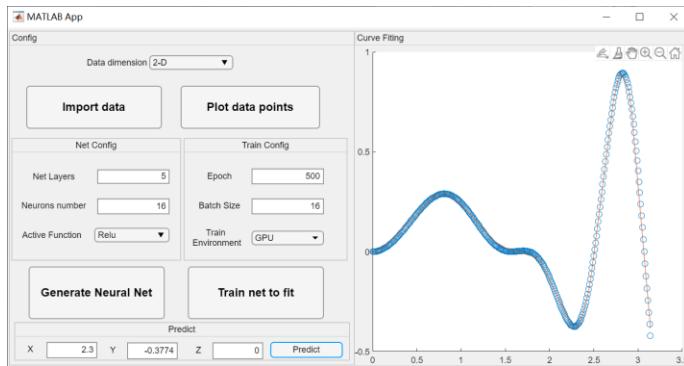 MATLAB App
Config
Data dimension 2-D
Import data
Plot data points
Net Config
Net Layers 5
Neurons number 16
Active Function Relu
Train Config
Epoch 500
Batch Size 16
Train
Environment GPU
Generate Neural Net
Train net to fit
Predict
X 2.3 Y -0.3774 Z 0 Predict
Curve Fiting
1
0.5
0
-0.5
0 0.5 1 1.5 2 2.5 3 3.5